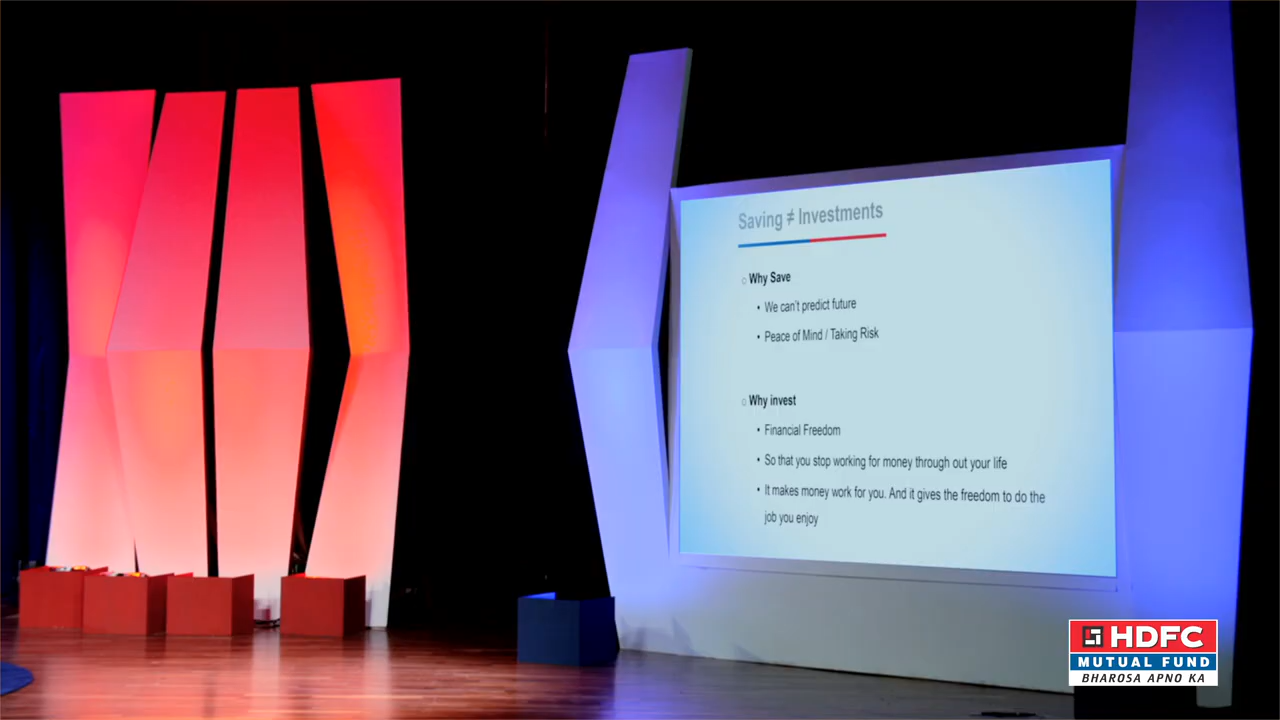 Saving ≠ Investments
○ Why Save
• We can't predict future
• Peace of Mind / Taking Risk
○ Why invest
• Financial Freedom
• So that you stop working for money through out your life
• It makes money work for you. And it gives the freedom to do the
job you enjoy
HDFC
MUTUAL FUND
BHAROSA APNO KA